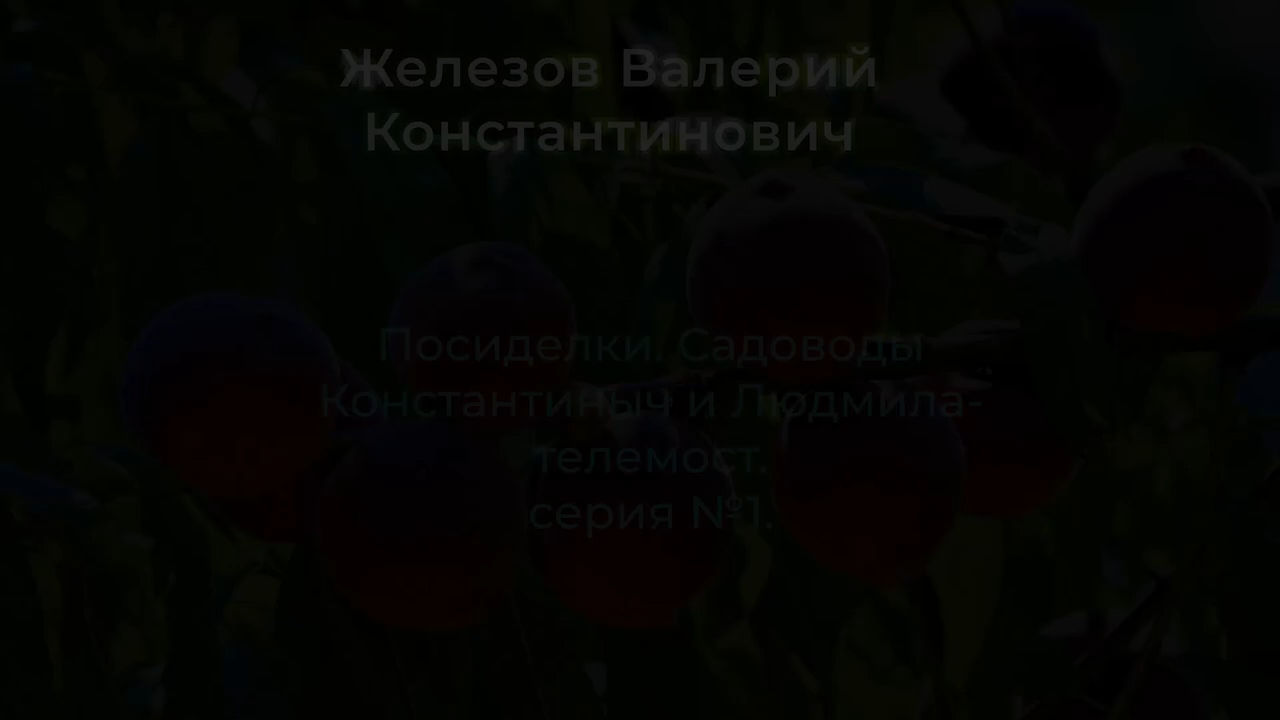 Железов Валерий
Константинович
Посиделки. Садоводы
Константиныч и Людмила-
телемост.
серия №1.